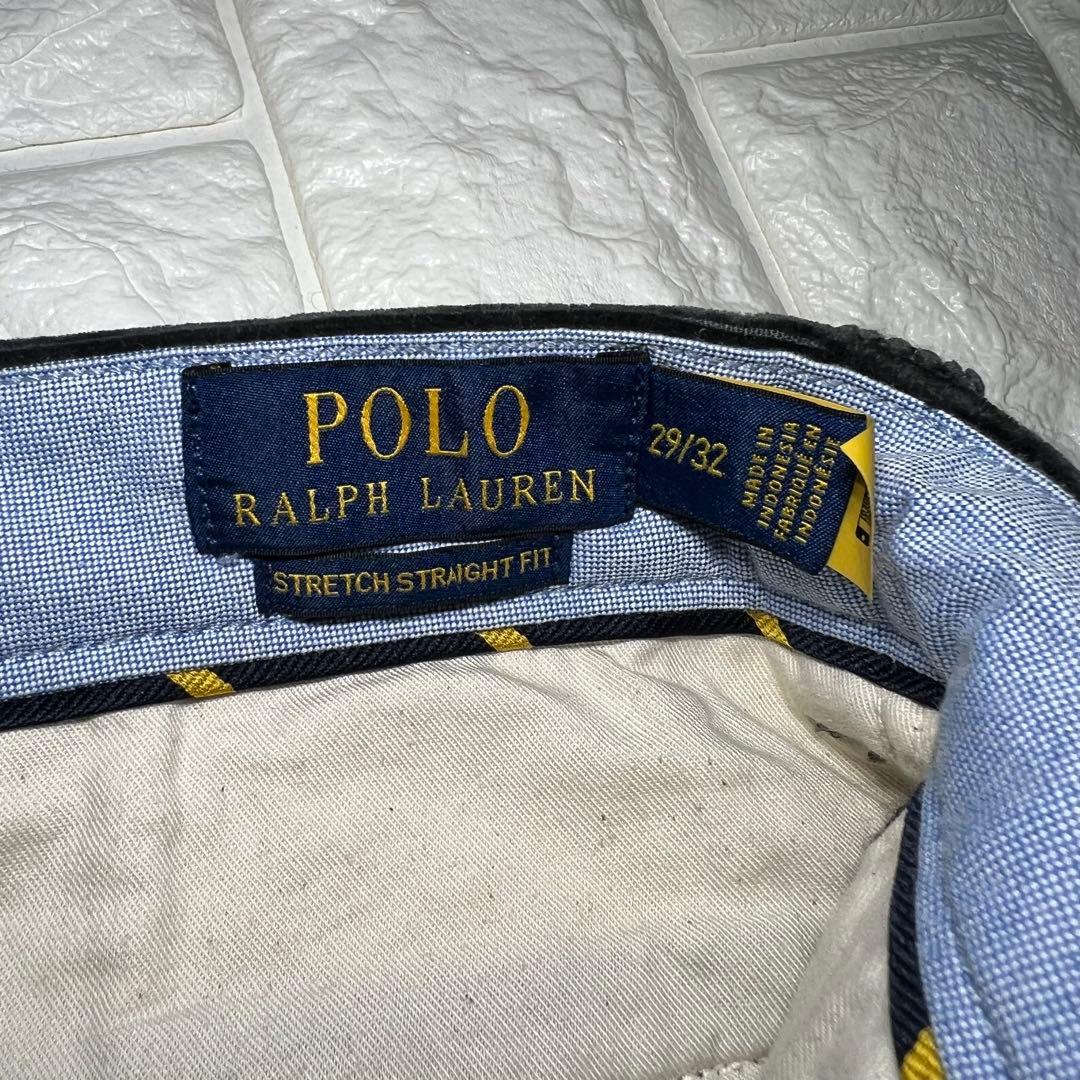 POLO
RALPH LAUREN
STRETCH STRAIGHT FIT
29/32
MADE IN
INDONESIA
FABRIQUÉ EN
INDONÉSIE